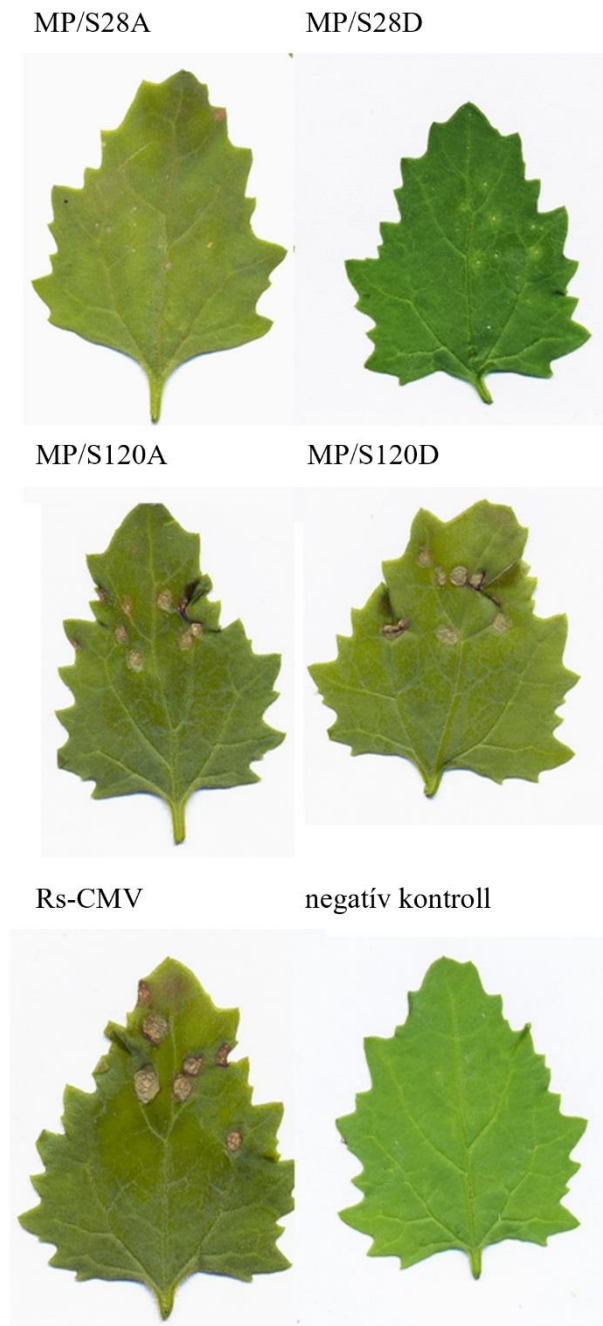 MP/S28A
MP/S28D
MP/S120A
MP/S120D
Rs-CMV
negatív kontroll